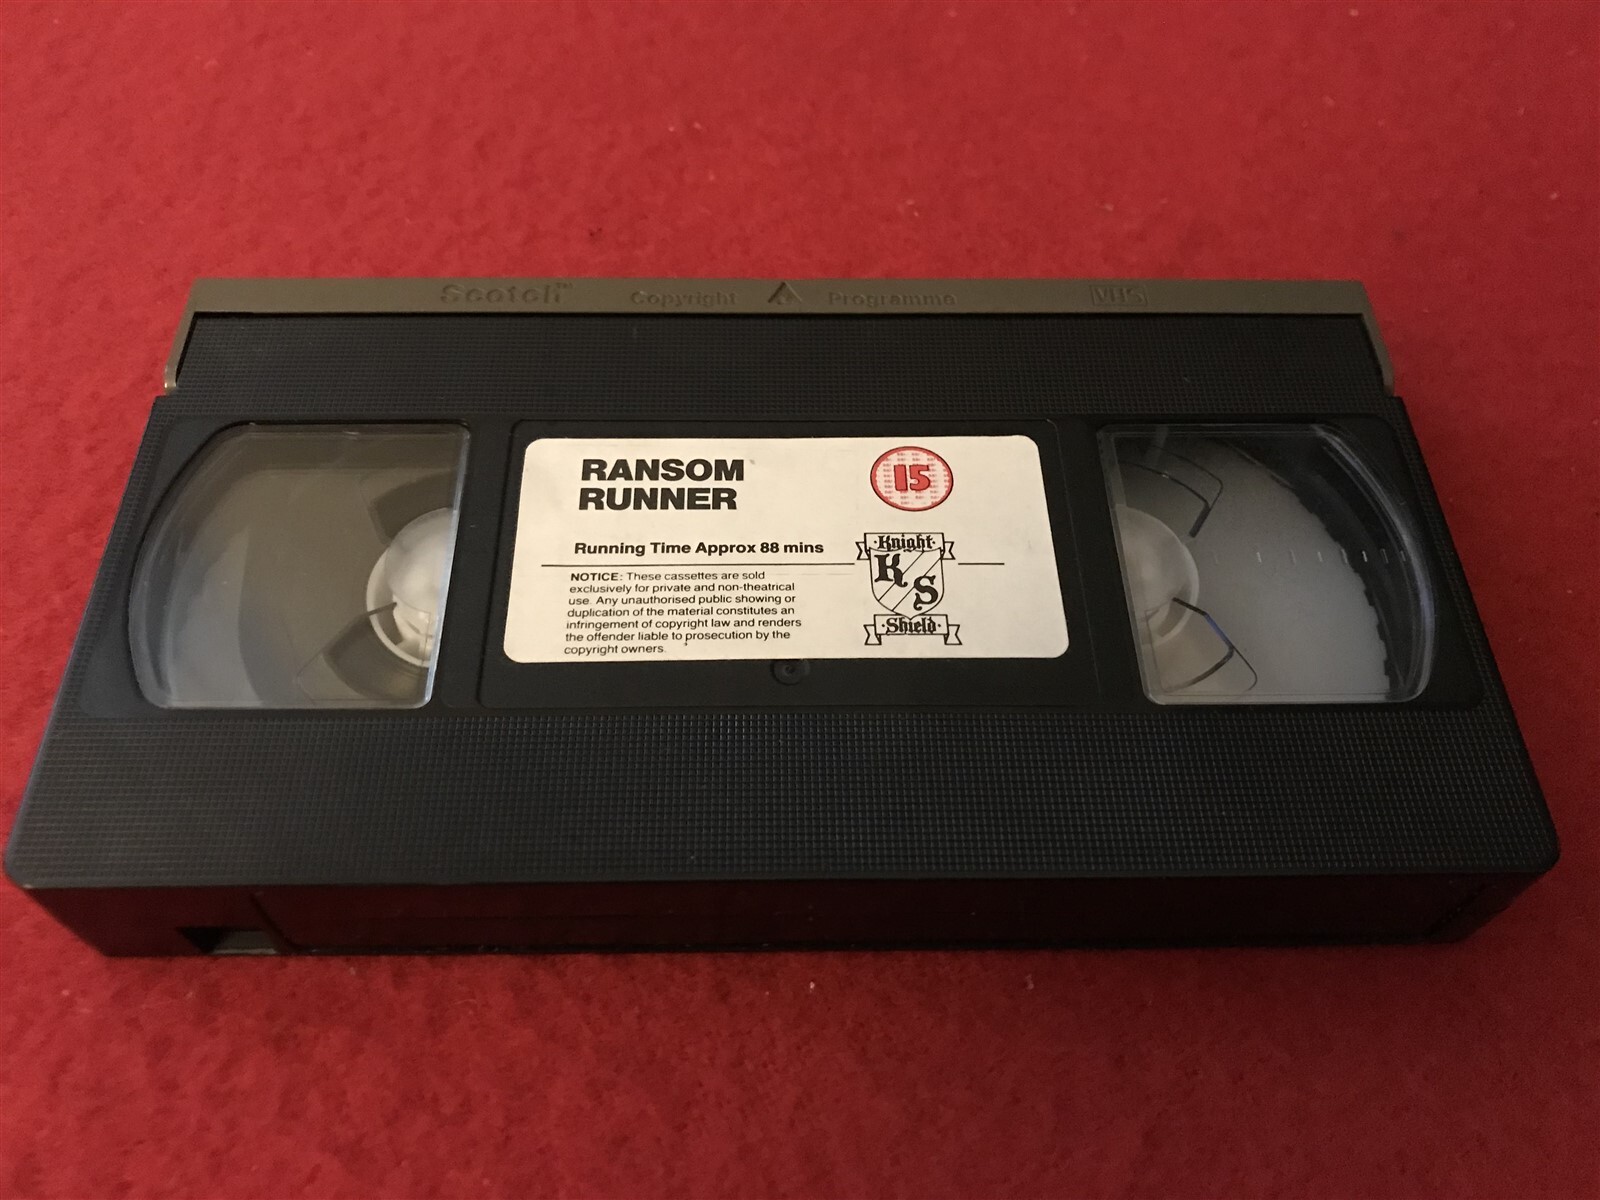 Scotch™ Copyright Programme VHS
RANSOM
RUNNER
15
Running Time Approx 88 mins
NOTICE: These cassettes are sold
exclusively for private and non-theatrical
use. Any unauthorised public showing or
duplication of the material constitutes an
infringement of copyright law and renders
the offender liable to prosecution by the
copyright owners.
·Knight·
K
S
·Shield·